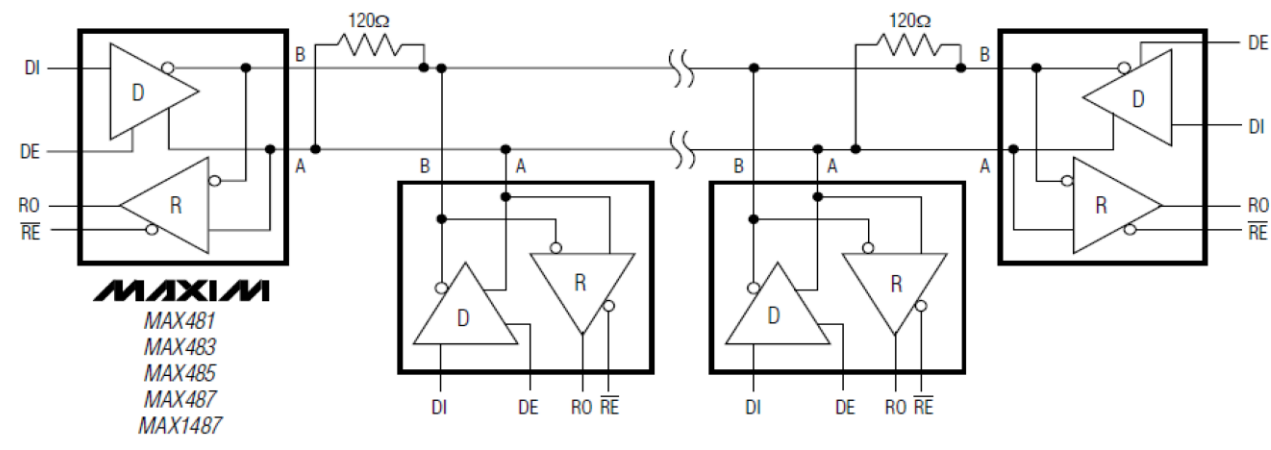 120Ω 120Ω
B B
DI D D DE
DI
DE
A B A B A A
RO R R RO
RE RE
MAXIM
MAX481
MAX483
MAX485
MAX487
MAX1487
R R
D D
DI DE RO RE DI DE RO RE